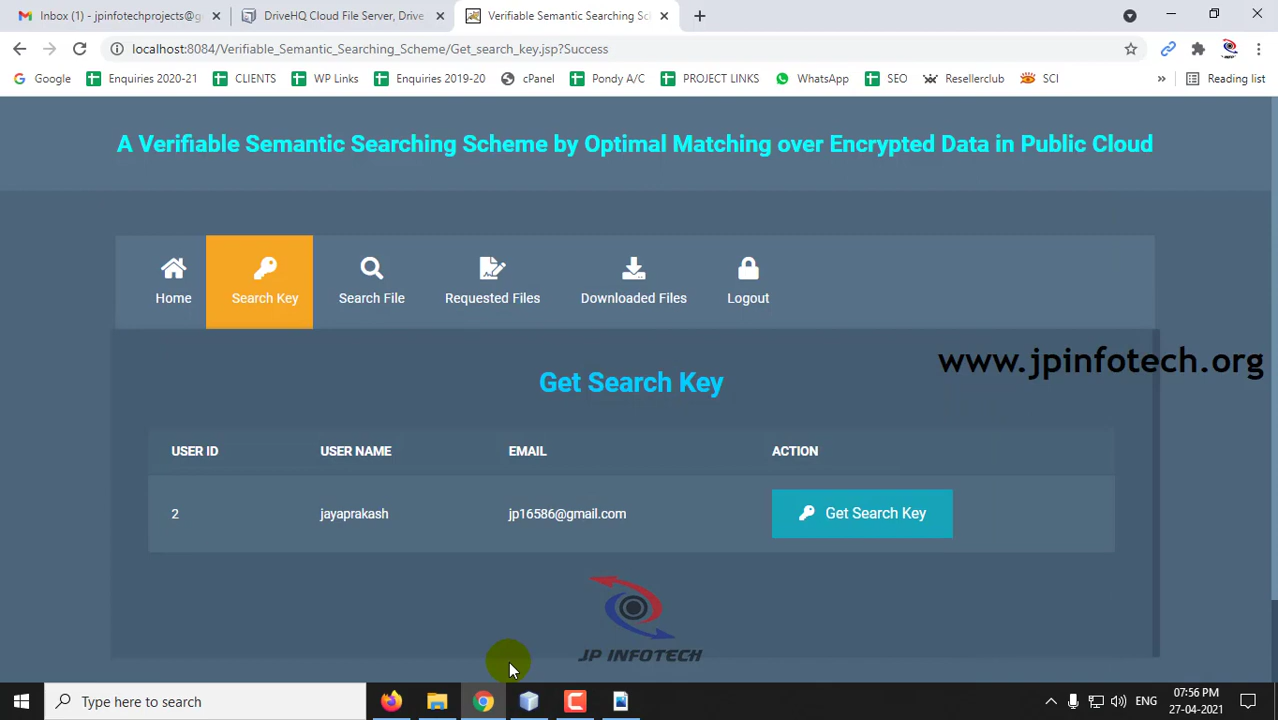 Inbox (1) - jpinfotechprojects@g
DriveHQ Cloud File Server, Drive
Verifiable Semantic Searching Sc
localhost:8084/Verifiable_Semantic_Searching_Scheme/Get_search_key.jsp?Success
Google Enquiries 2020-21 CLIENTS WP Links Enquiries 2019-20 cPanel Pondy A/C PROJECT LINKS WhatsApp SEO Resellerclub SCI » Reading list
A Verifiable Semantic Searching Scheme by Optimal Matching over Encrypted Data in Public Cloud
Home Search Key Search File Requested Files Downloaded Files Logout
www.jpinfotech.org
Get Search Key
USER ID USER NAME EMAIL ACTION
2 jayaprakash jp16586@gmail.com Get Search Key
JP INFOTECH
Type here to search
ENG
07:56 PM
27-04-2021